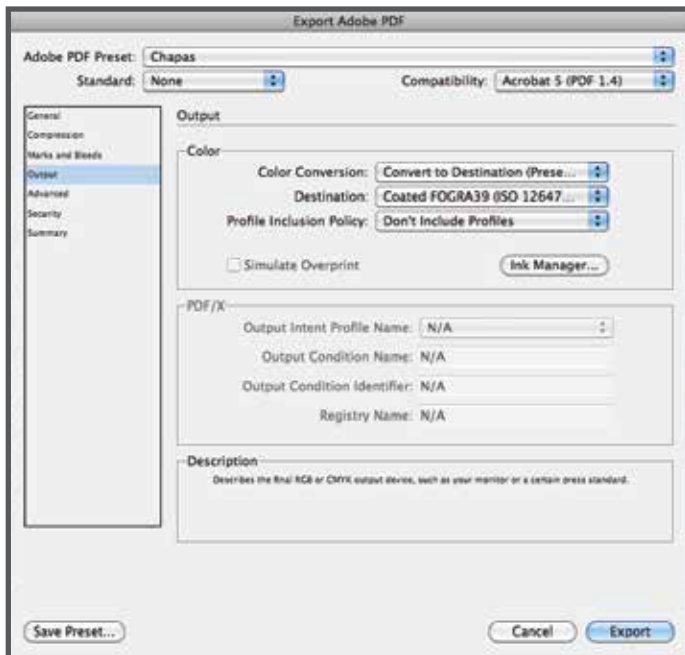 Export Adobe PDF
Adobe PDF Preset: Chapas
Standard: None Compatibility: Acrobat 5 (PDF 1.4)
General
Compression
Marks and Bleeds
Output
Advanced
Security
Summary
Output
Color
Color Conversion: Convert to Destination (Prese...
Destination: Coated FOGRA39 (ISO 12647...
Profile Inclusion Policy: Don't Include Profiles
Simulate Overprint Ink Manager...
PDF/X
Output Intent Profile Name: N/A
Output Condition Name: N/A
Output Condition Identifier: N/A
Registry Name: N/A
Description
Describes the final RGB or CMYK output device, such as your monitor or a certain press standard.
Save Preset... Cancel Export